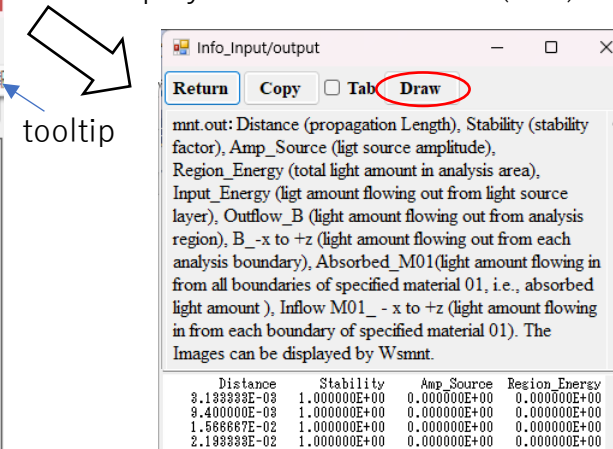 Info_Input/output
Return Copy Tab Draw
tooltip
mnt.out: Distance (propagation Length), Stability (stability
factor), Amp_Source (ligt source amplitude),
Region_Energy (total light amount in analysis area),
Input_Energy (ligt amount flowing out from light source
layer), Outflow_B (light amount flowing out from analysis
region), B_-x to +z (light amount flowing out from each
analysis boundary), Absorbed_M01(light amount flowing in
from all boundaries of specified material 01, i.e., absorbed
light amount ), Inflow M01_ - x to +z (light amount flowing
in from each boundary of specified material 01). The
Images can be displayed by Wsmnt.
Distance Stability Amp_Source Region_Energy
3.133333E-03 1.000000E+00 0.000000E+00 0.000000E+00
9.400000E-03 1.000000E+00 0.000000E+00 0.000000E+00
1.566667E-02 1.000000E+00 0.000000E+00 0.000000E+00
2.193333E-02 1.000000E+00 0.000000E+00 0.000000E+00